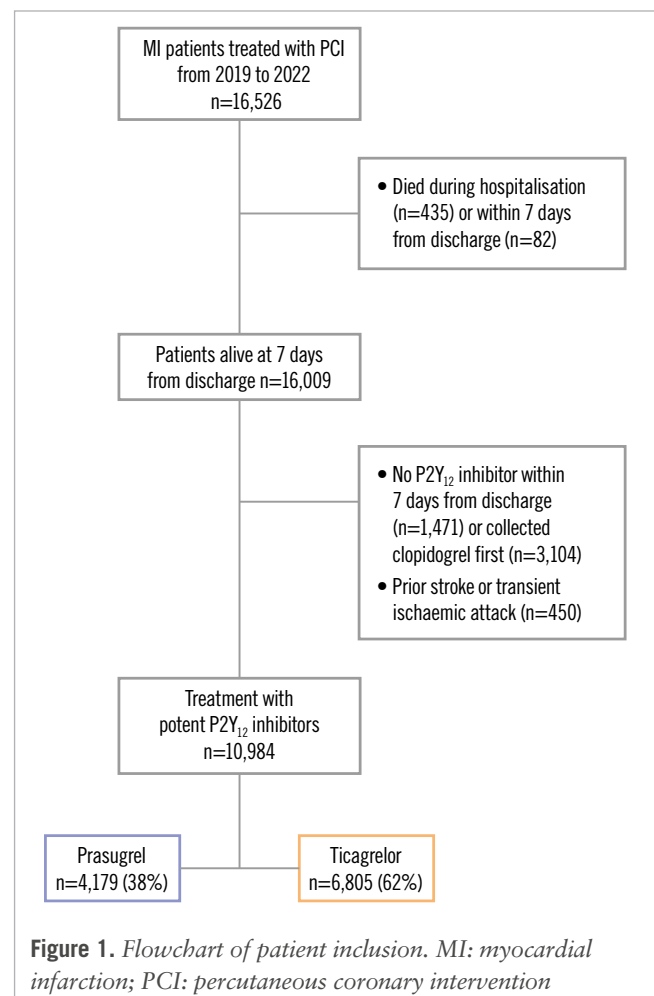 MI patients treated with PCI
from 2019 to 2022
n=16,526
• Died during hospitalisation
(n=435) or within 7 days
from discharge (n=82)
Patients alive at 7 days
from discharge n=16,009
• No P2Y₁₂ inhibitor within
7 days from discharge
(n=1,471) or collected
clopidogrel first (n=3,104)
• Prior stroke or transient
ischaemic attack (n=450)
Treatment with
potent P2Y₁₂ inhibitors
n=10,984
Prasugrel
n=4,179 (38%)
Ticagrelor
n=6,805 (62%)
Figure 1. Flowchart of patient inclusion. MI: myocardial
infarction; PCI: percutaneous coronary intervention